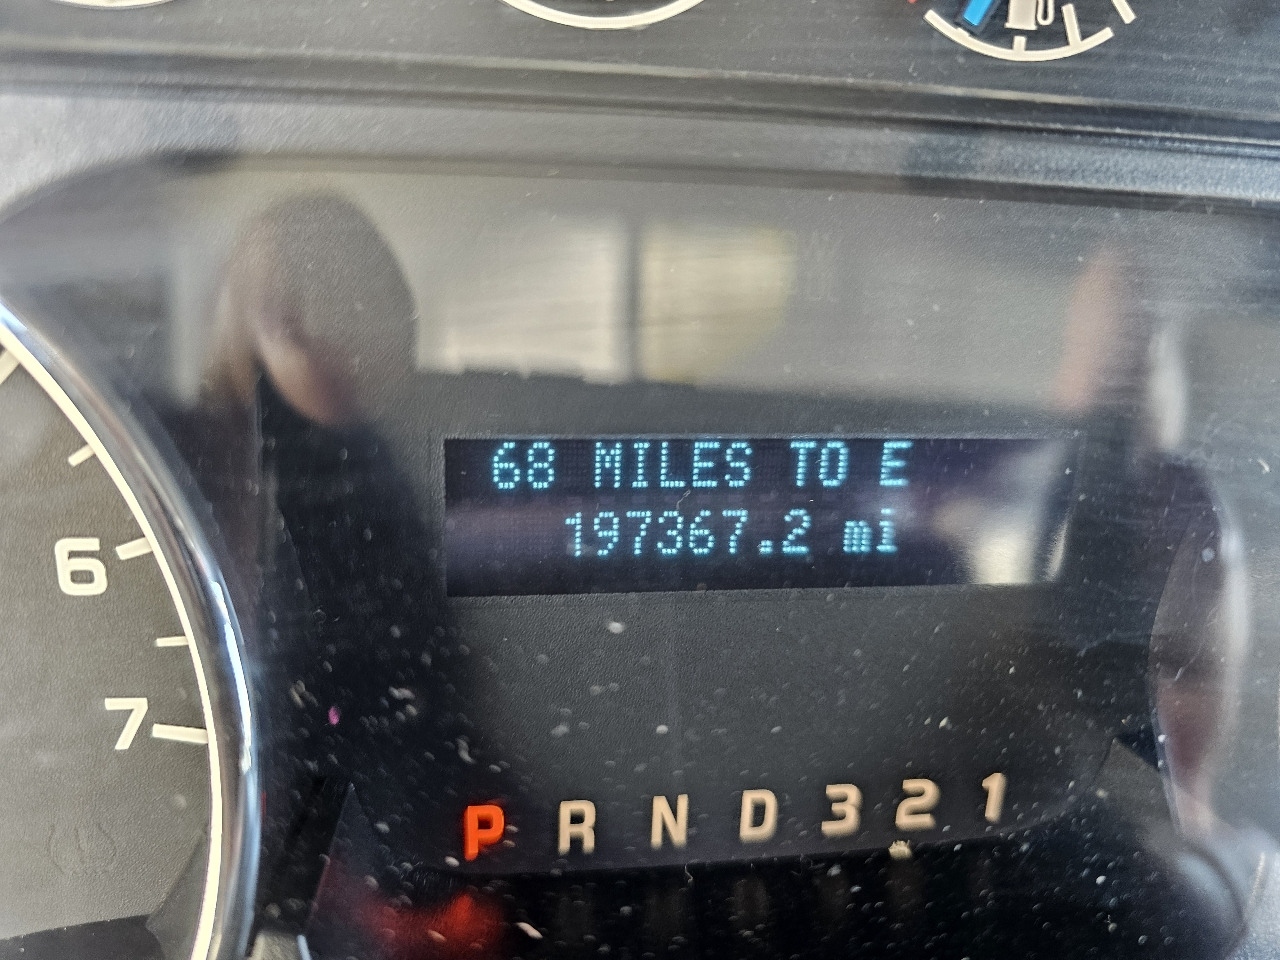 68 MILES TO E
197367.2 mi
6
7
P R N D 3 2 1